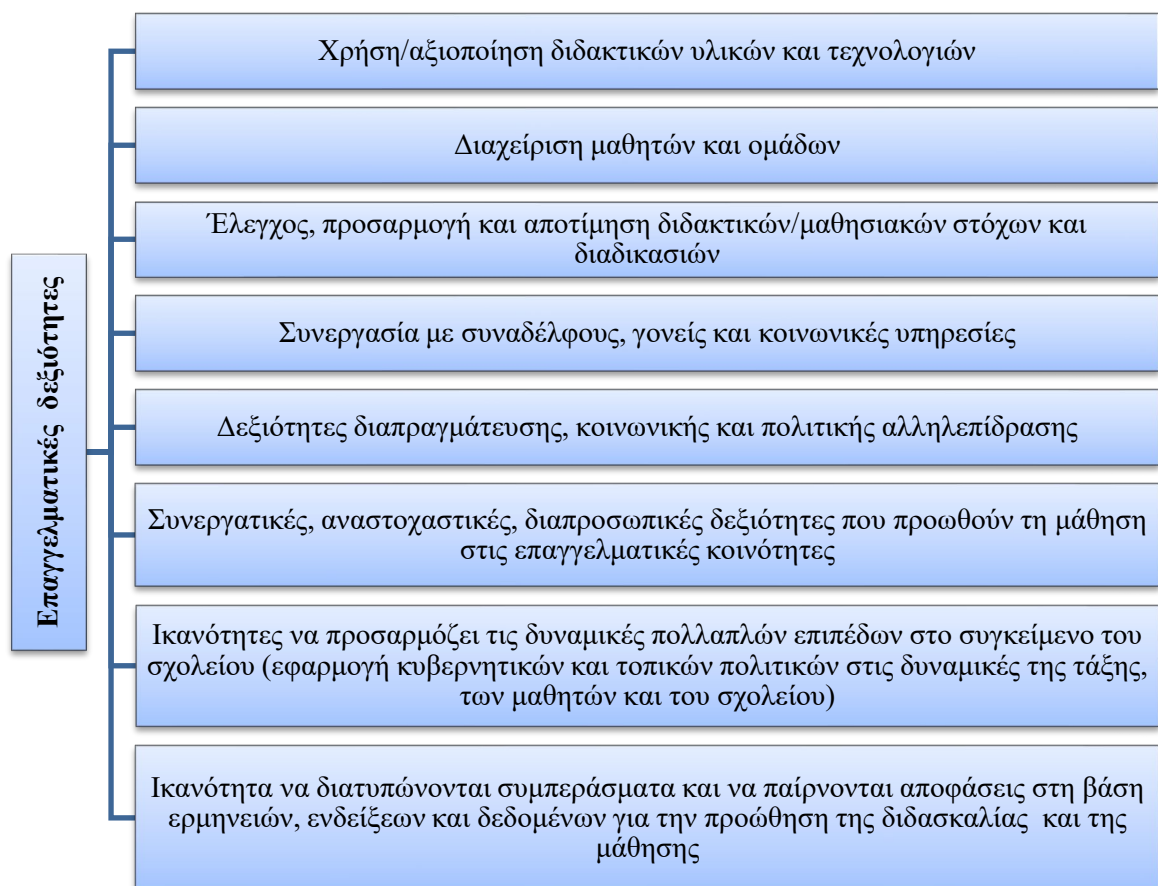 Επαγγελματικές δεξιότητες
Χρήση/αξιοποίηση διδακτικών υλικών και τεχνολογιών
Διαχείριση μαθητών και ομάδων
Έλεγχος, προσαρμογή και αποτίμηση διδακτικών/μαθησιακών στόχων και
διαδικασιών
Συνεργασία με συναδέλφους, γονείς και κοινωνικές υπηρεσίες
Δεξιότητες διαπραγμάτευσης, κοινωνικής και πολιτικής αλληλεπίδρασης
Συνεργατικές, αναστοχαστικές, διαπροσωπικές δεξιότητες που προωθούν τη μάθηση
στις επαγγελματικές κοινότητες
Ικανότητες να προσαρμόζει τις δυναμικές πολλαπλών επιπέδων στο συγκείμενο του
σχολείου (εφαρμογή κυβερνητικών και τοπικών πολιτικών στις δυναμικές της τάξης,
των μαθητών και του σχολείου)
Ικανότητα να διατυπώνονται συμπεράσματα και να παίρνονται αποφάσεις στη βάση
ερμηνειών, ενδείξεων και δεδομένων για την προώθηση της διδασκαλίας και της
μάθησης